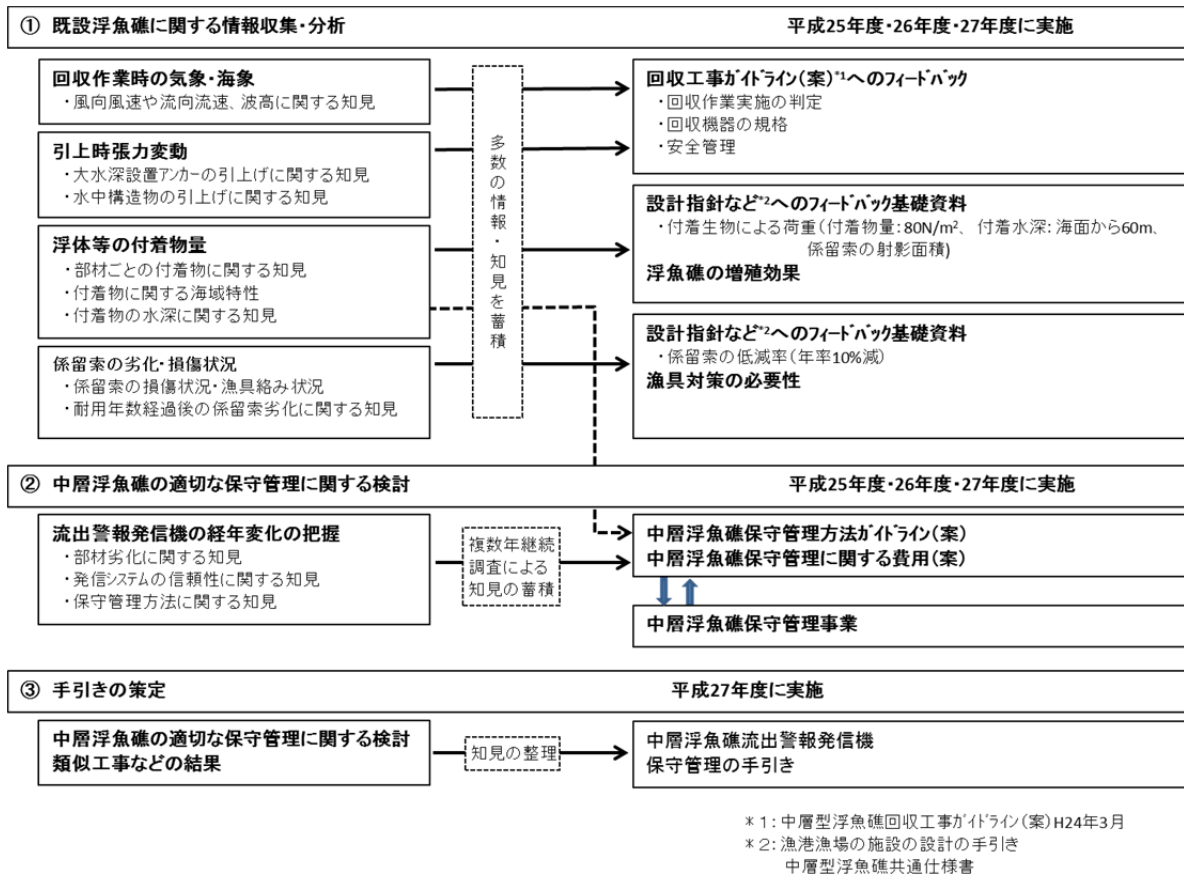 ① 既設浮魚礁に関する情報収集・分析 平成25年度・26年度・27年度に実施
回収作業時の気象・海象
・風向風速や流向流速、波高に関する知見
引上時張力変動
・大水深設置アンカーの引上げに関する知見
・水中構造物の引上げに関する知見
浮体等の付着物量
・部材ごとの付着物に関する知見
・付着物に関する海域特性
・付着物の水深に関する知見
係留索の劣化・損傷状況
・係留索の損傷状況・漁具絡み状況
・耐用年数経過後の係留索劣化に関する知見
多数の情報・知見を蓄積
回収工事ガイドライン(案)*1へのフィードバック
・回収作業実施の判定
・回収機器の規格
・安全管理
設計指針など*2へのフィードバック基礎資料
・付着生物による荷重(付着物量:80N/m²、 付着水深:海面から60m、
係留索の射影面積)
浮魚礁の増殖効果
設計指針など*2へのフィードバック基礎資料
・係留索の低減率(年率10%減)
漁具対策の必要性
② 中層浮魚礁の適切な保守管理に関する検討 平成25年度・26年度・27年度に実施
流出警報発信機の経年変化の把握
・部材劣化に関する知見
・発信システムの信頼性に関する知見
・保守管理方法に関する知見
複数年継続
調査による
知見の蓄積
中層浮魚礁保守管理方法ガイドライン(案)
中層浮魚礁保守管理に関する費用(案)
中層浮魚礁保守管理事業
③ 手引きの策定 平成27年度に実施
中層浮魚礁の適切な保守管理に関する検討
類似工事などの結果
知見の整理
中層浮魚礁流出警報発信機
保守管理の手引き
*1:中層型浮魚礁回収工事ガイドライン(案)H24年3月
*2:漁港漁場の施設の設計の手引き
中層型浮魚礁共通仕様書